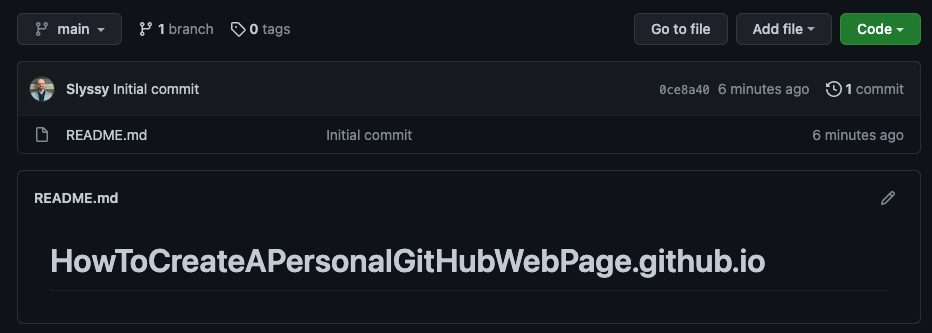 main 1 branch 0 tags Go to file Add file Code
Slyssy Initial commit 0ce8a40 6 minutes ago 1 commit
README.md Initial commit 6 minutes ago
README.md
HowToCreateAPersonalGitHubWebPage.github.io